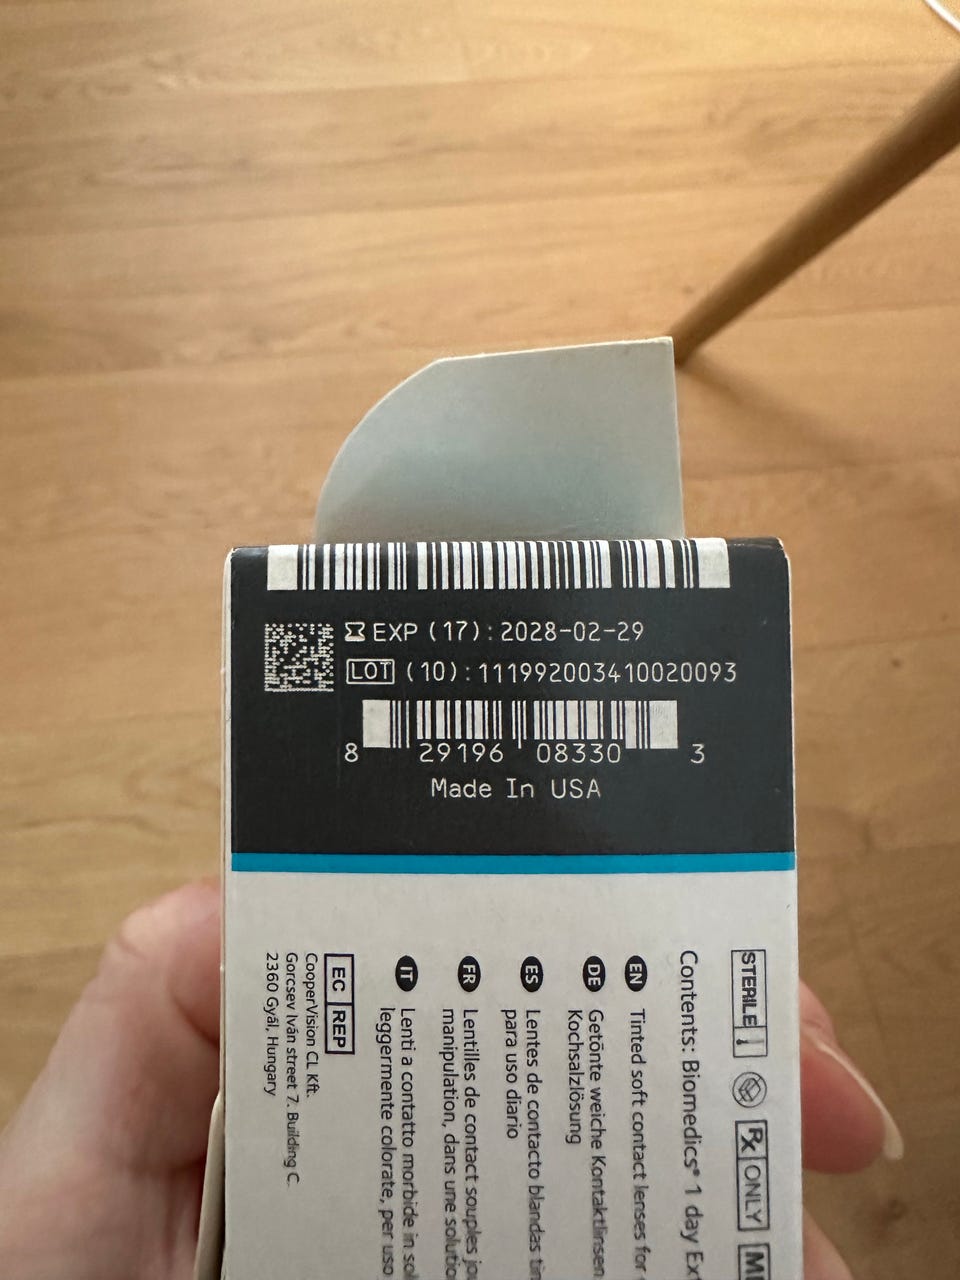 EXP (17): 2028-02-29
LOT (10): 11199200341002009​3
8 29196 08330 3
Made In USA
STERILE
Rx ONLY
Contents: Biomedics® 1 day
EN Tinted soft contact lenses for
DE Getönte weiche Kontaktlinsen
Kochsalzlösung
ES Lentes de contacto blandas
para uso diario
FR Lentilles de contact souples
manipulation, dans une
IT Lenti a contatto morbide in
leggermente colorate, per uso
EC REP
CooperVision CL Kft.
Gorcsev Iván street 7. Building C.
2360 Gyál, Hungary